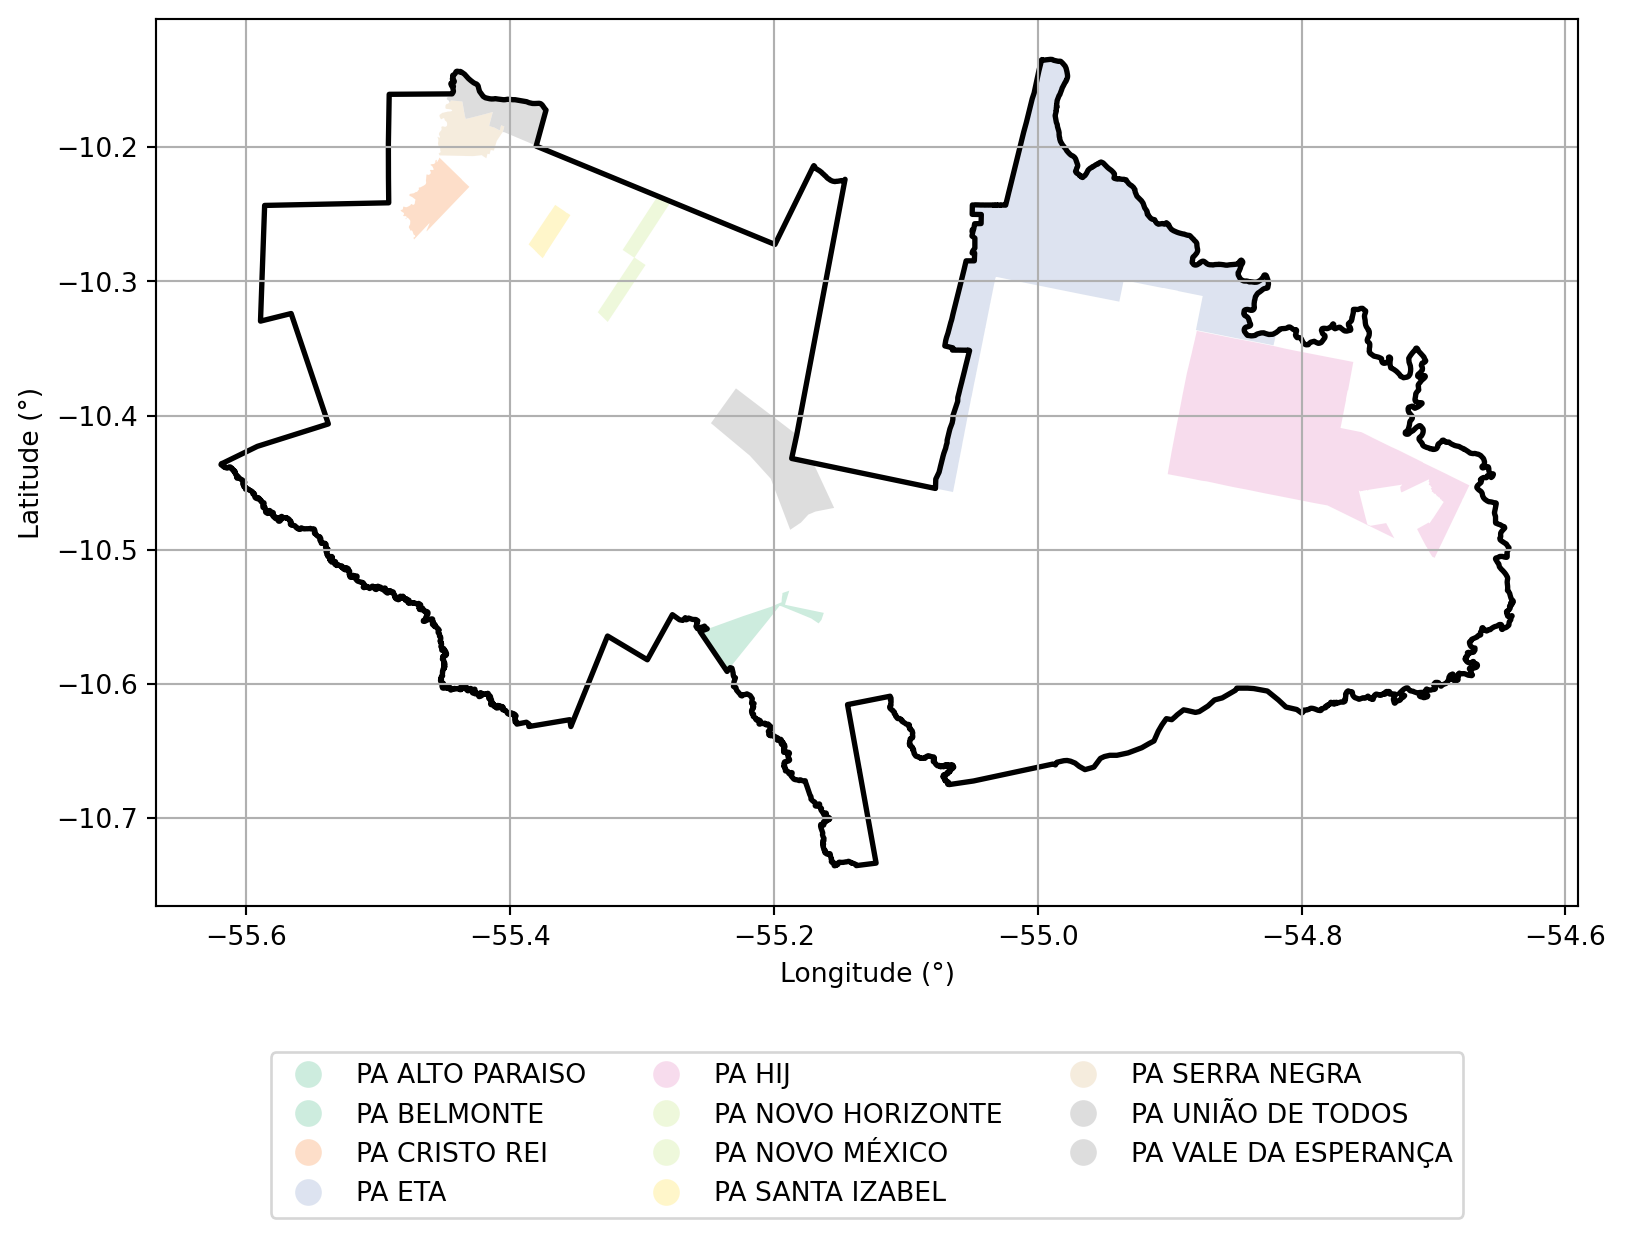 −10.2
−10.3
−10.4
−10.5
−10.6
−10.7
Latitude (°)
−55.6 −55.4 −55.2 −55.0 −54.8 −54.6
Longitude (°)
PA ALTO PARAISO
PA BELMONTE
PA CRISTO REI
PA ETA
PA HIJ
PA NOVO HORIZONTE
PA NOVO MÉXICO
PA SANTA IZABEL
PA SERRA NEGRA
PA UNIÃO DE TODOS
PA VALE DA ESPERANÇA